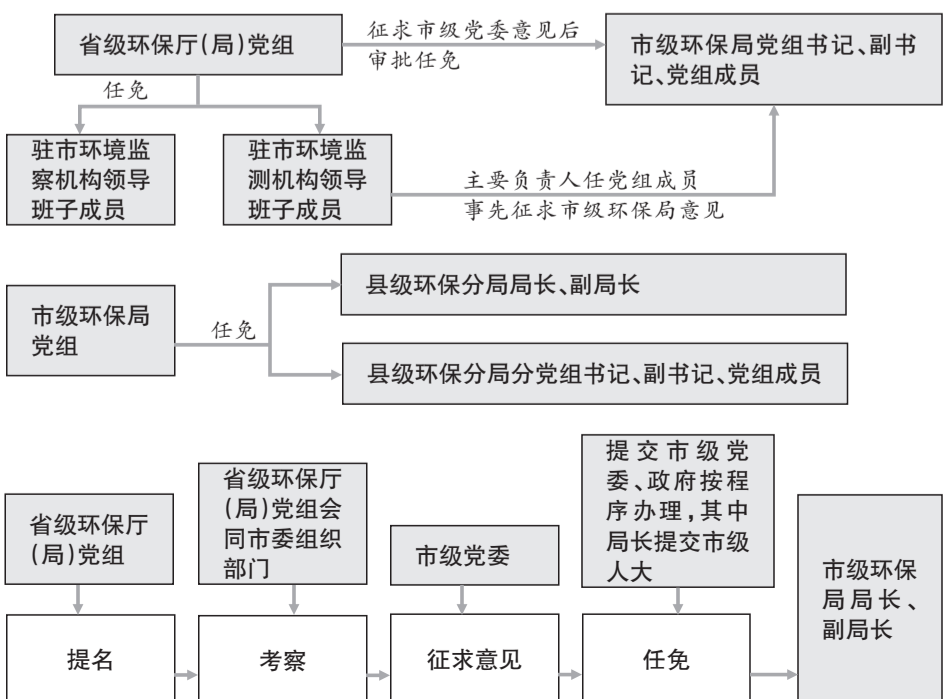 省级环保厅(局)党组
征求市级党委意见后
审批任免
市级环保局党组书记、副书
记、党组成员
任免
驻市环境监
察机构领导
班子成员
驻市环境监
测机构领导
班子成员
主要负责人任党组成员
事先征求市级环保局意见
市级环保局
党组
任免
县级环保分局局长、副局长
县级环保分局分党组书记、副书记、党组成员
省级环保厅
(局)党组
省级环保厅
(局)党组会
同市委组织
部门
市级党委
提交市级党
委、政府按程
序办理,其中
局长提交市级
人大
市级环保
局局长、
副局长
提名
考察
征求意见
任免